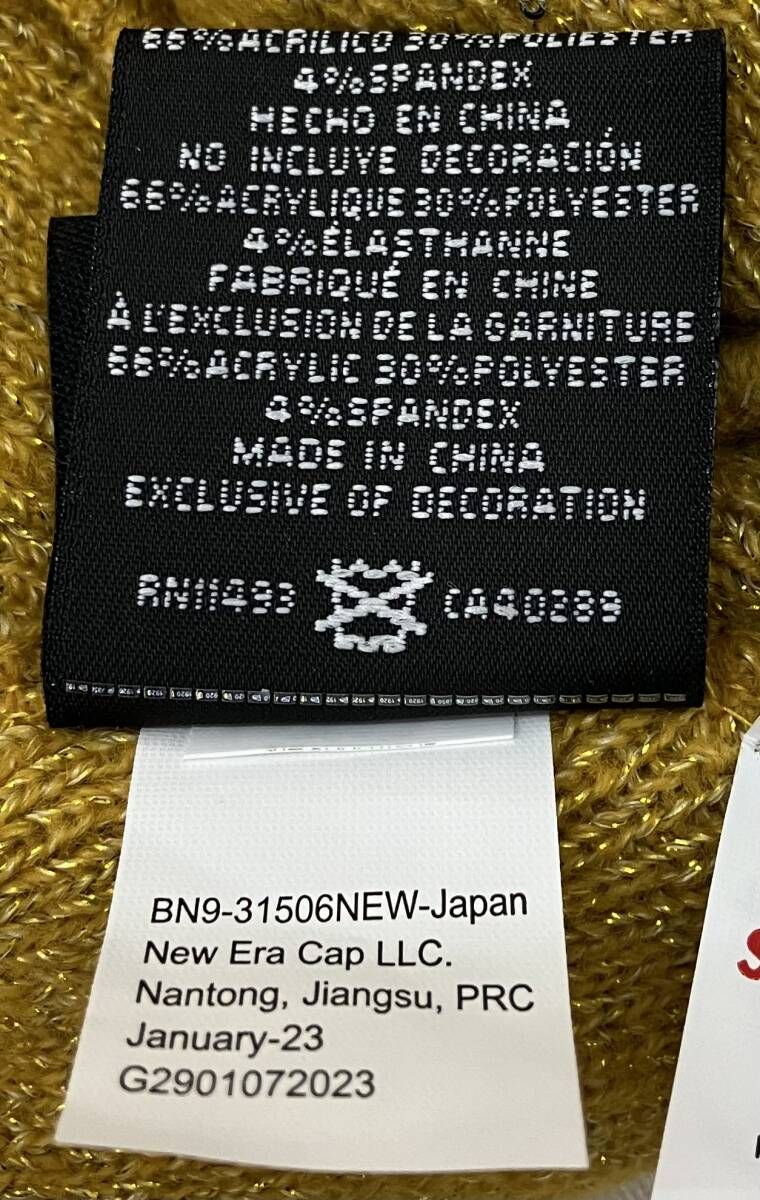 66%ACRILICO 30%POLIESTER
4%SPANDEX
HECHO EN CHINA
NO INCLUYE DECORACIÓN
66%ACRYLIQUE 30%POLYESTER
4%ÉLASTHANNE
FABRIQUÉ EN CHINE
À L'EXCLUSION DE LA GARNITURE
66%ACRYLIC 30%POLYESTER
4%SPANDEX
MADE IN CHINA
EXCLUSIVE OF DECORATION
RN11493 CA40389
BN9-31506NEW-Japan
New Era Cap LLC.
Nantong, Jiangsu, PRC
January-23
G2901072023